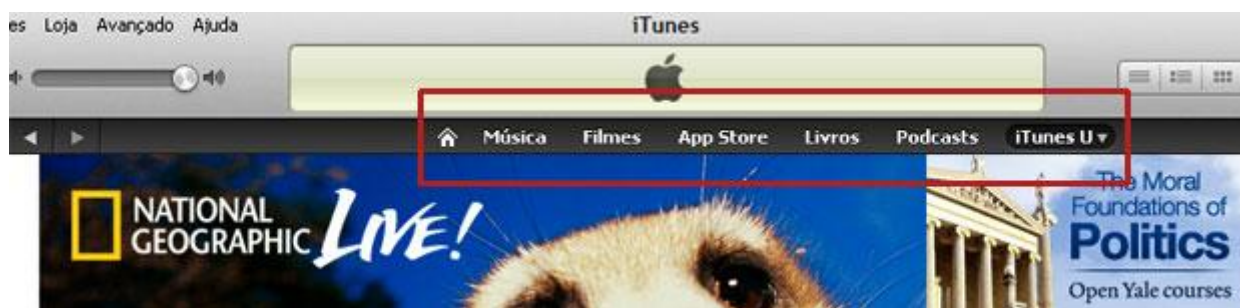 es Loja Avançado Ajuda
iTunes
Música Filmes App Store Livros Podcasts iTunes U
NATIONAL
GEOGRAPHIC
LIVE!
The Moral
Foundations of
Politics
Open Yale courses